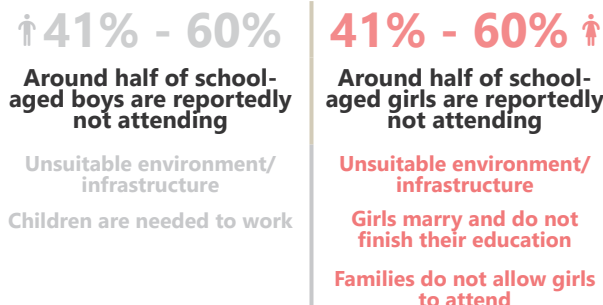 41% - 60%
Around half of school-
aged boys are reportedly
not attending
Unsuitable environment/
infrastructure
Children are needed to work
41% - 60%
Around half of school-
aged girls are reportedly
not attending
Unsuitable environment/
infrastructure
Girls marry and do not
finish their education
Families do not allow girls
to attend